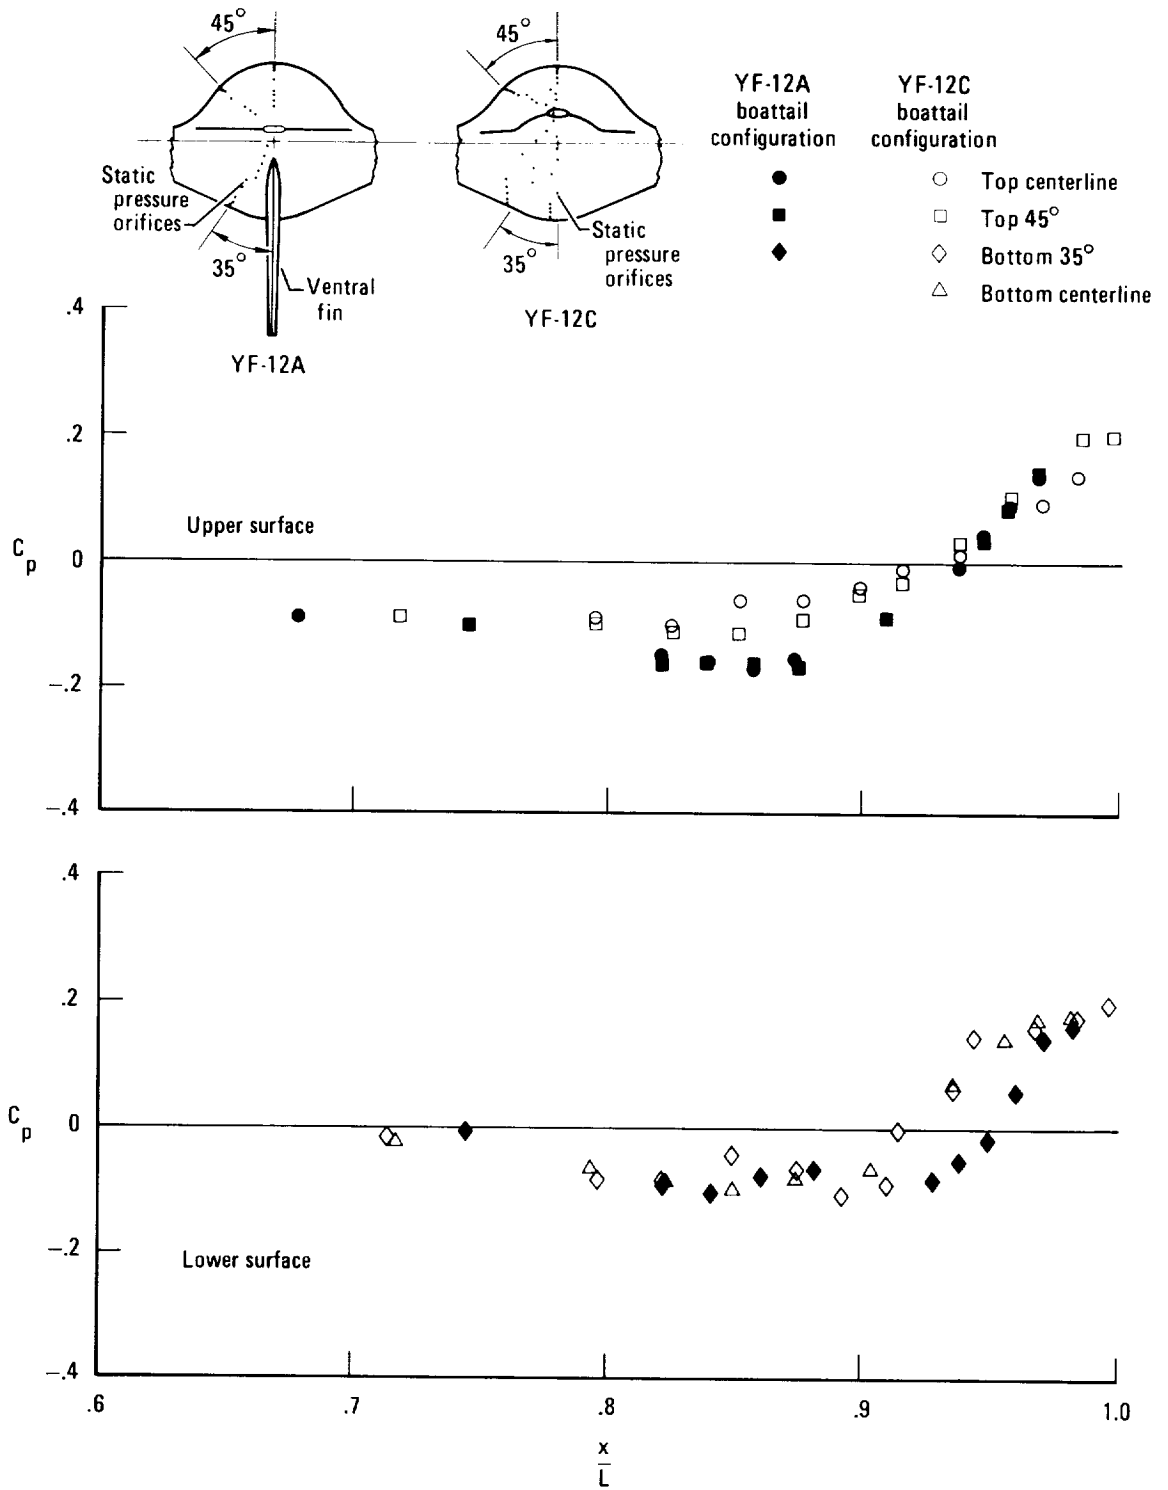 45°
45°
YF-12A
boattail
configuration
YF-12C
boattail
configuration
Static
pressure
orifices
35°
Ventral
fin
YF-12A
35°
Static
pressure
orifices
YF-12C
Top centerline
Top 45°
Bottom 35°
Bottom centerline
.4
.2
Upper surface
C p
0
–.2
–.4
.4
.2
C p
0
–.2
Lower surface
–.4
.6 .7 .8 .9 1.0
x
L